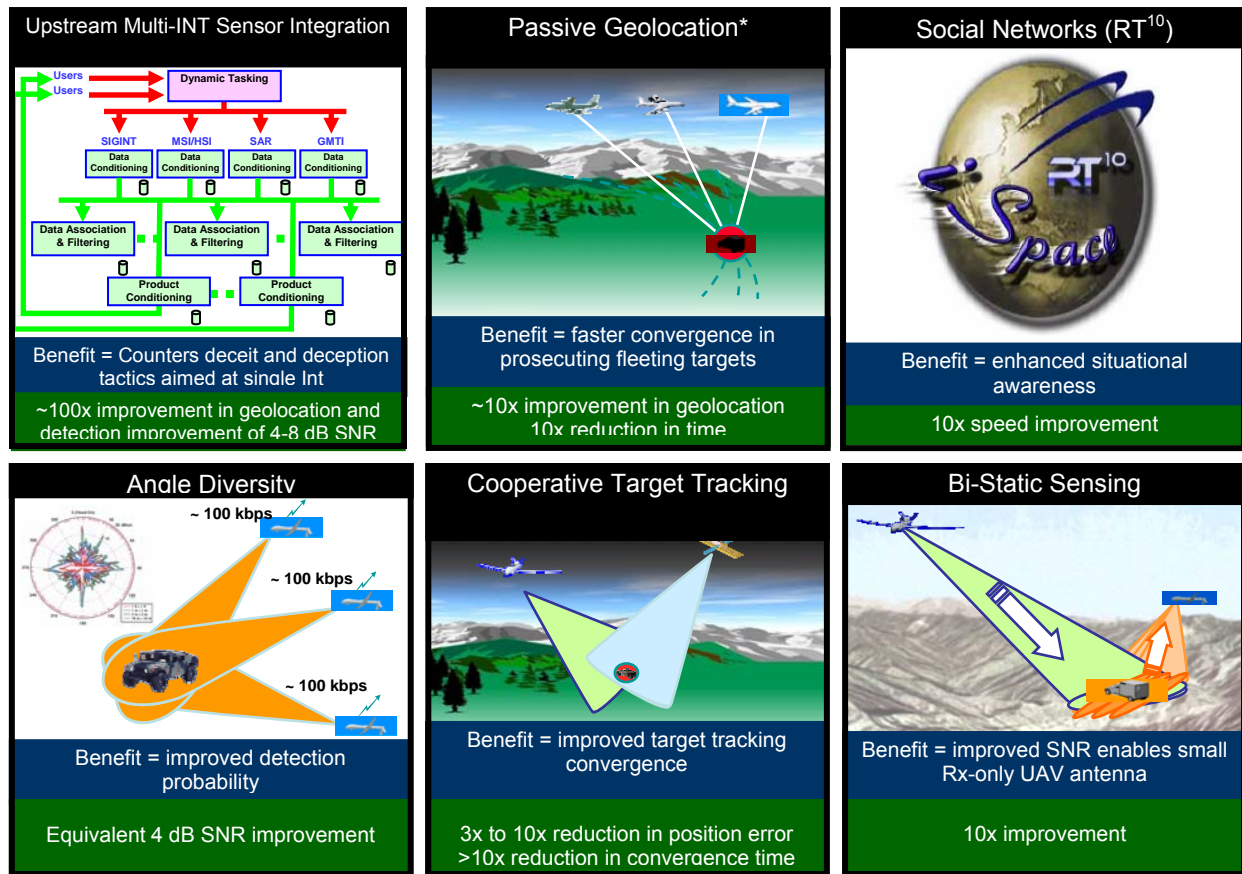 Upstream Multi-INT Sensor Integration
Users
Users
Dynamic Tasking
SIGINT
MSI/HSI
SAR
GMTI
Data
Conditioning
Data
Conditioning
Data
Conditioning
Data
Conditioning
Data Association
& Filtering
Data Association
& Filtering
Data Association
& Filtering
Product
Conditioning
Product
Conditioning
Benefit = Counters deceit and deception
tactics aimed at single Int
~100x improvement in geolocation and
detection improvement of 4-8 dB SNR
Passive Geolocation*
Benefit = faster convergence in
prosecuting fleeting targets
~10x improvement in geolocation
10x reduction in time
Social Networks (RT10)
RT10
Space
Benefit = enhanced situational
awareness
10x speed improvement
Angle Diversity
~ 100 kbps
~ 100 kbps
~ 100 kbps
Benefit = improved detection
probability
Equivalent 4 dB SNR improvement
Cooperative Target Tracking
Benefit = improved target tracking
convergence
3x to 10x reduction in position error
>10x reduction in convergence time
Bi-Static Sensing
Benefit = improved SNR enables small
Rx-only UAV antenna
10x improvement